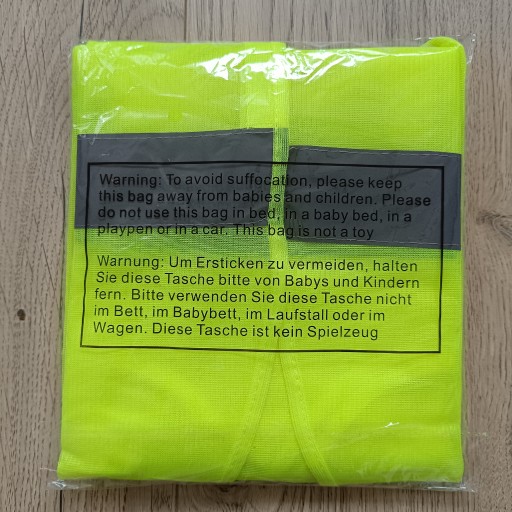 Warning: To avoid suffocation, please keep
this bag away from babies and children. Please
do not use this bag in bed, in a baby bed, in a
playpen or in a car. This bag is not a toy
Warnung: Um Ersticken zu vermeiden, halten
Sie diese Tasche bitte von Babys und Kindern
fern. Bitte verwenden Sie diese Tasche nicht
im Bett, im Babybett, im Laufstall oder im
Wagen. Diese Tasche ist kein Spielzeug